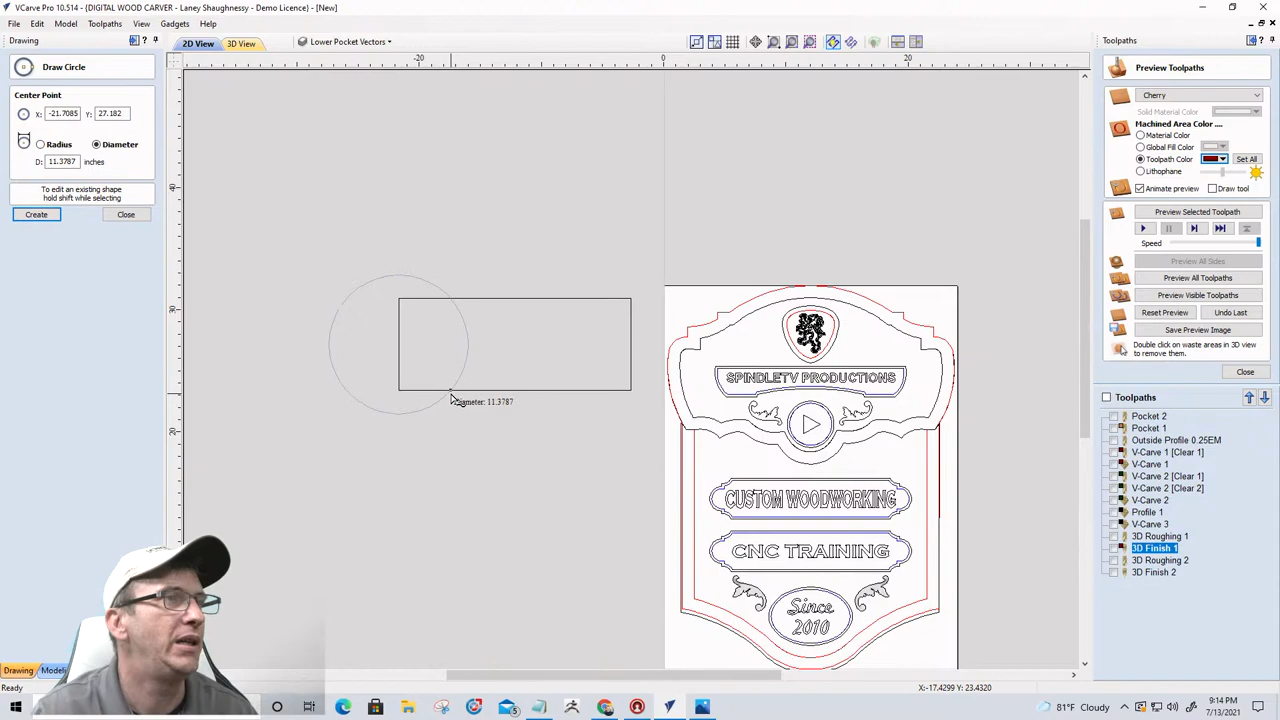 VCarve Pro 10.514 - {DIGITAL WOOD CARVER - Laney Shaughnessy - Demo Licence} - [New]
File Edit Model Toolpaths Gadgets Help
Drawing
2D View 3D View Lower Pocket Vectors
Toolpaths
Draw Circle
Center Point
X: -21.7085 Y: 27.182
Radius Diameter
D: 11.3787 inches
To edit an existing shape
hold shift while selecting
Create Close
-20 0 20
40
30
20
Diameter: 11.3787
SPINDLETV PRODUCTIONS
CUSTOM WOODWORKING
CNC TRAINING
Since
2010
Preview Toolpaths
Cherry
Solid Material Color
Machined Area Color ....
Material Color
Global Fill Color
Toolpath Color Set All
Lithophane
Animate preview Draw tool
Preview Selected Toolpath
Speed
Preview All Sides
Preview All Toolpaths
Preview Visible Toolpaths
Reset Preview Undo Last
Save Preview Image
Double click on waste areas in 3D view
to remove them.
Close
Toolpaths
Pocket 2
Pocket 1
Outside Profile 0.25EM
V-Carve 1 [Clear 1]
V-Carve 1
V-Carve 2 [Clear 1]
V-Carve 2 [Clear 2]
V-Carve 2
Profile 1
V-Carve 3
3D Roughing 1
3D Finish 1
3D Roughing 2
3D Finish 2
Drawing Modeli
Ready
X:-17.4299 Y: 23.4320
81°F Cloudy
9:14 PM
7/13/2021